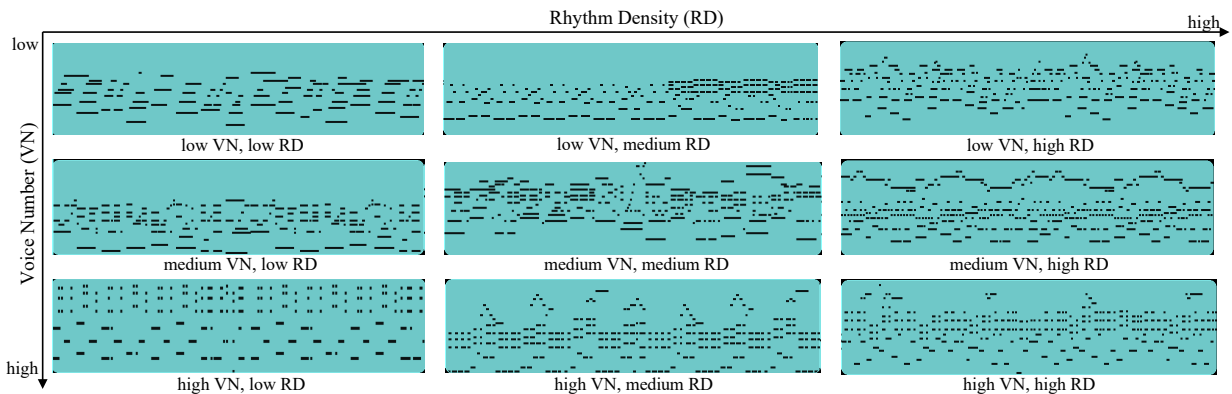 Rhythm Density (RD)
low
high
Voice Number (VN)
low VN, low RD
low VN, medium RD
low VN, high RD
medium VN, low RD
medium VN, medium RD
medium VN, high RD
high
high VN, low RD
high VN, medium RD
high VN, high RD